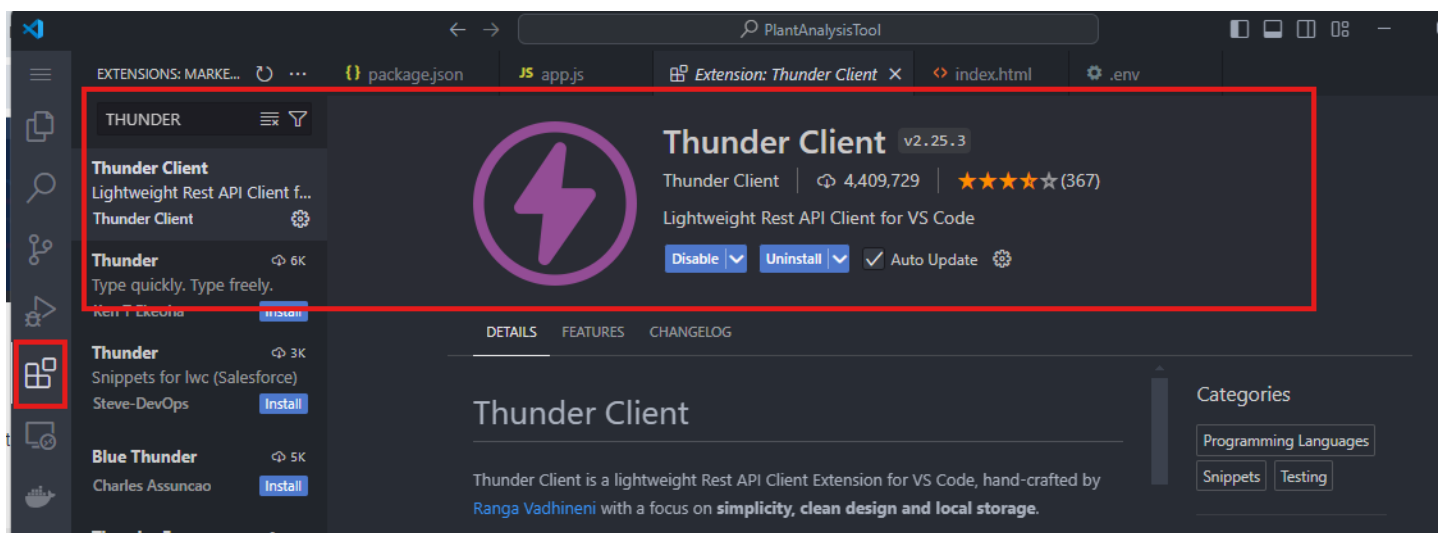 PlantAnalysisTool
EXTENSIONS: MARKE...
{} package.json
JS app.js
Extension: Thunder Client
<> index.html
.env
THUNDER
Thunder Client
Lightweight Rest API Client f...
Thunder Client
Thunder 6K
Type quickly. Type freely.
Ken T Ekeoha Install
Thunder 3K
Snippets for lwc (Salesforce)
Steve-DevOps Install
Blue Thunder 5K
Charles Assuncao Install
Thunder Client v2.25.3
Thunder Client 4,409,729 (367)
Lightweight Rest API Client for VS Code
Disable Uninstall Auto Update
DETAILS FEATURES CHANGELOG
Thunder Client
Thunder Client is a lightweight Rest API Client Extension for VS Code, hand-crafted by
Ranga Vadhineni with a focus on simplicity, clean design and local storage.
Categories
Programming Languages
Snippets Testing